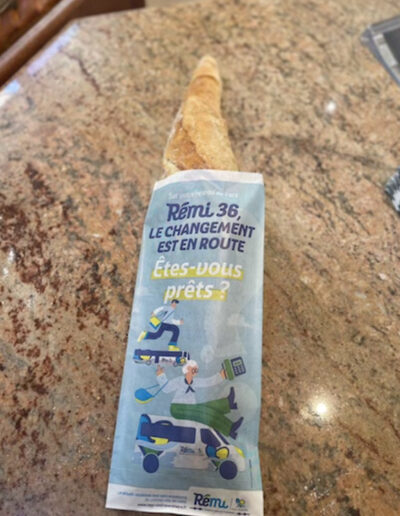 Rémi 36,
LE CHANGEMENT
EST EN ROUTE
Êtes-vous
prêts ?
Rémi